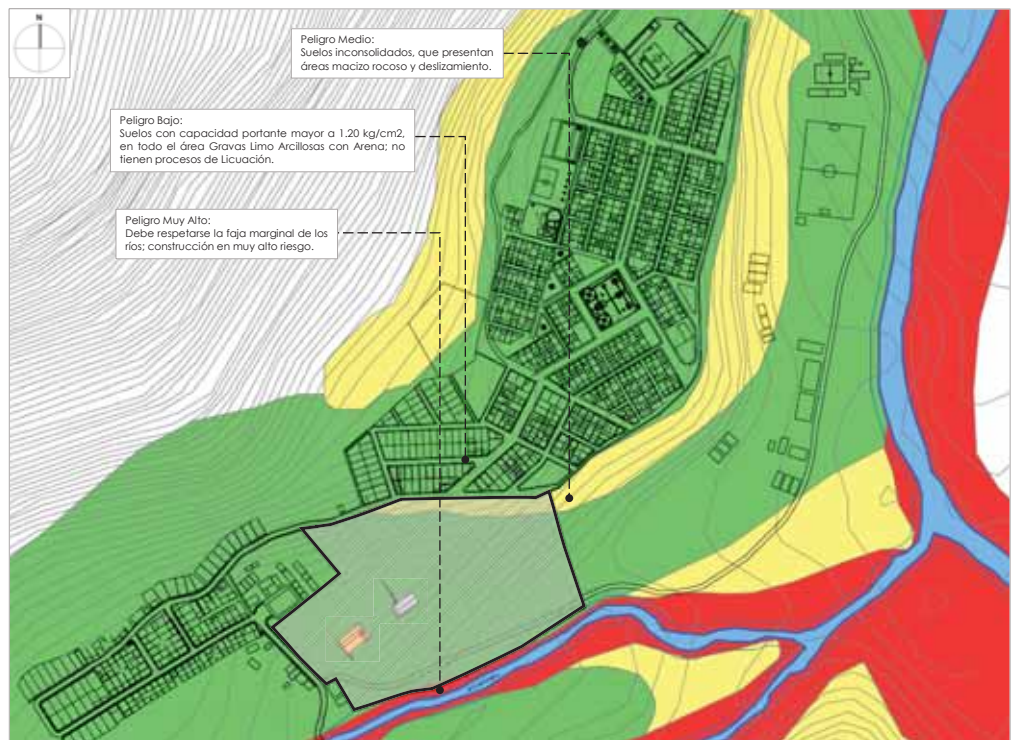 N
Peligro Medio:
Suelos inconsolidados, que presentan
áreas macizo rocoso y deslizamiento.
Peligro Bajo:
Suelos con capacidad portante mayor a 1.20 kg/cm2,
en todo el área Gravas Limo Arcillosas con Arena; no
tienen procesos de Licuación.
Peligro Muy Alto:
Debe respetarse la faja marginal de los
ríos; construcción en muy alto riesgo.